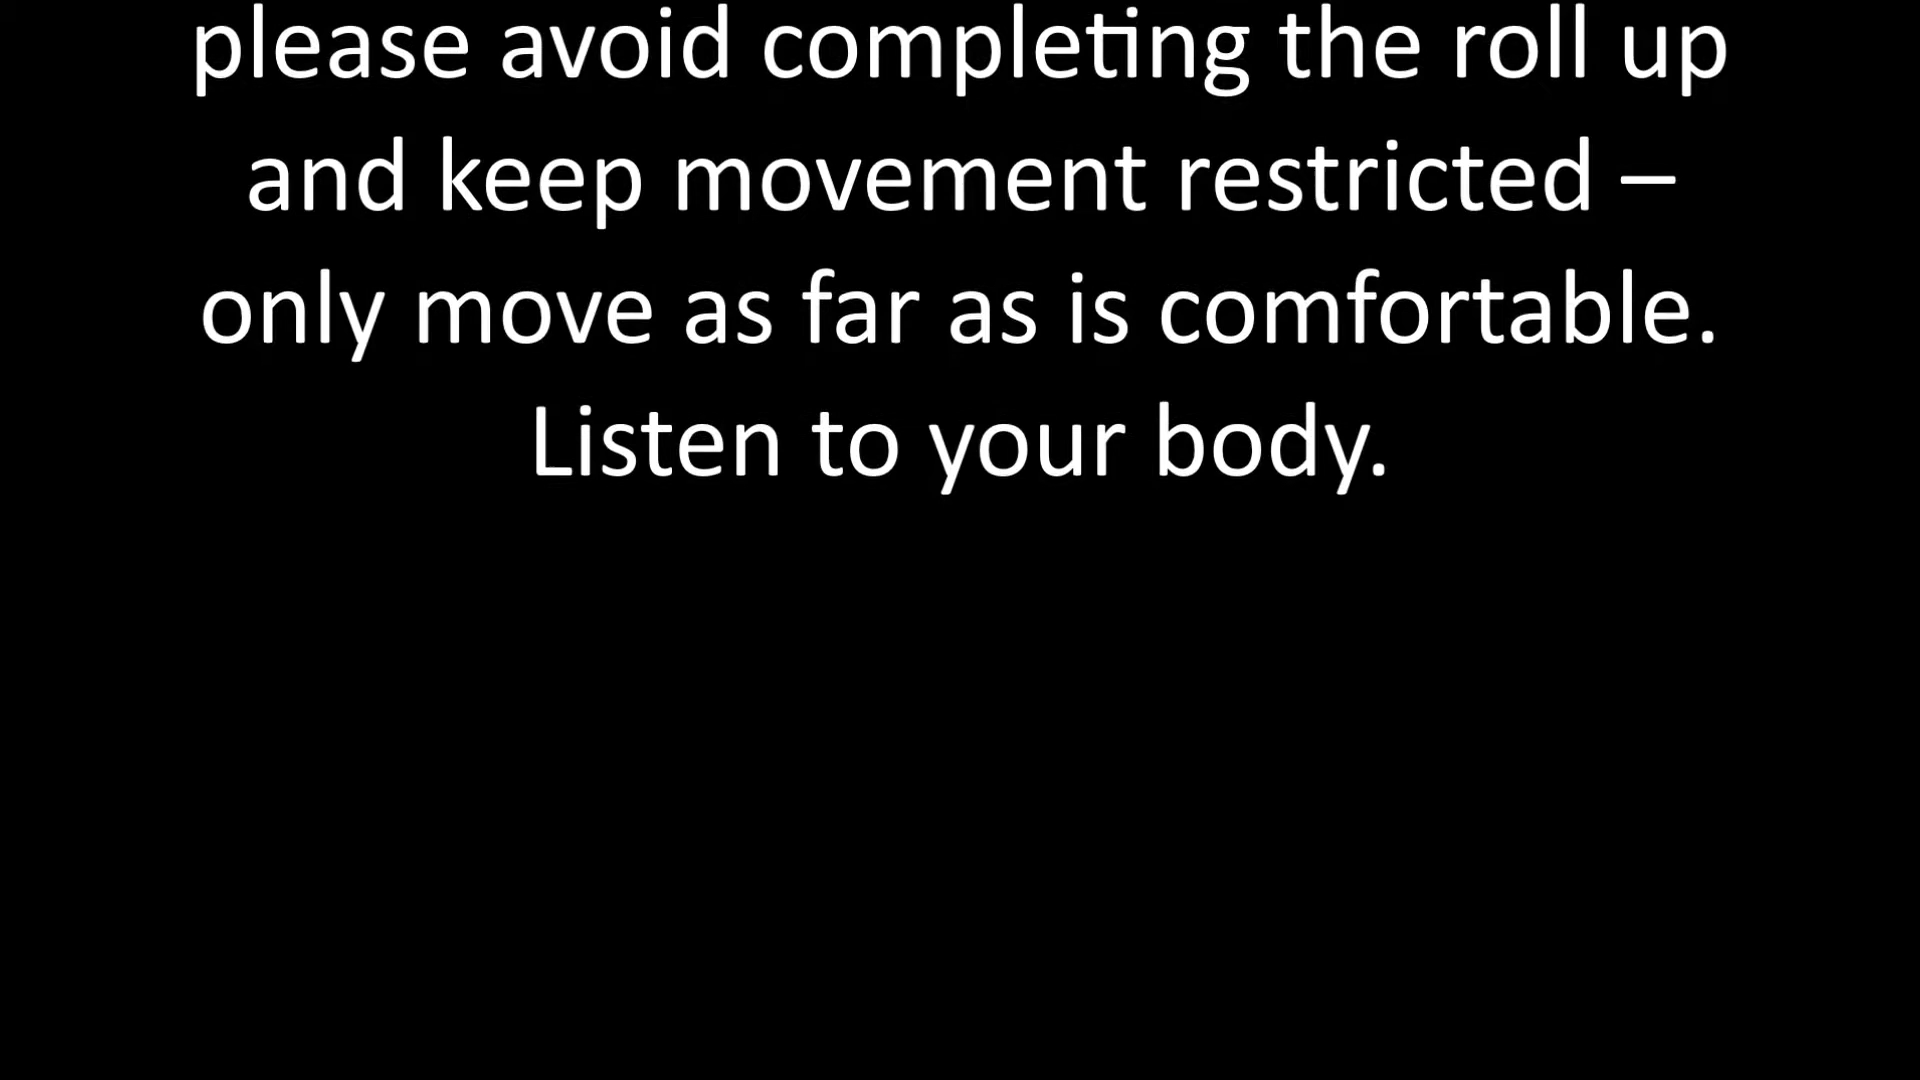 please avoid completing the roll up
and keep movement restricted –
only move as far as is comfortable.
Listen to your body.